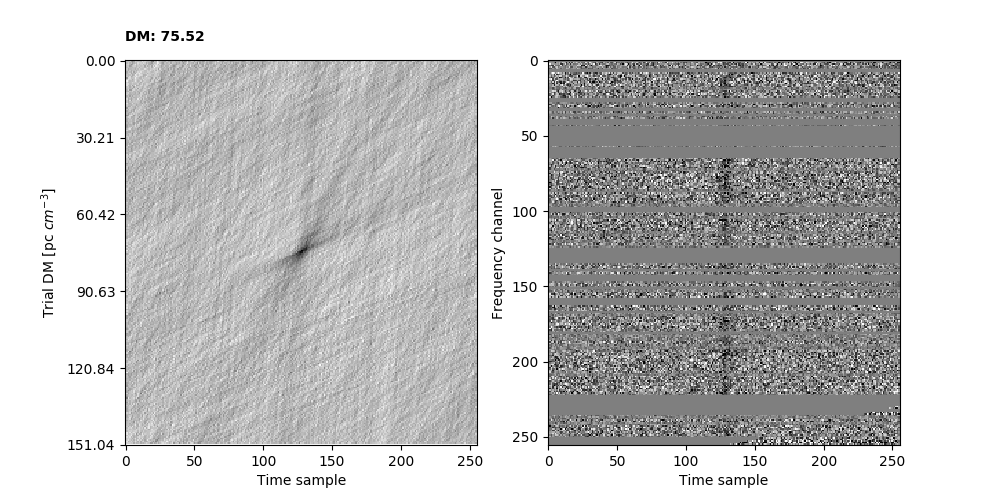 DM: 75.52
0.00
30.21
60.42
90.63
120.84
151.04
Trial DM [pc cm⁻³]
0 50 100 150 200 250
Time sample
0
50
100
150
200
250
Frequency channel
0 50 100 150 200 250
Time sample